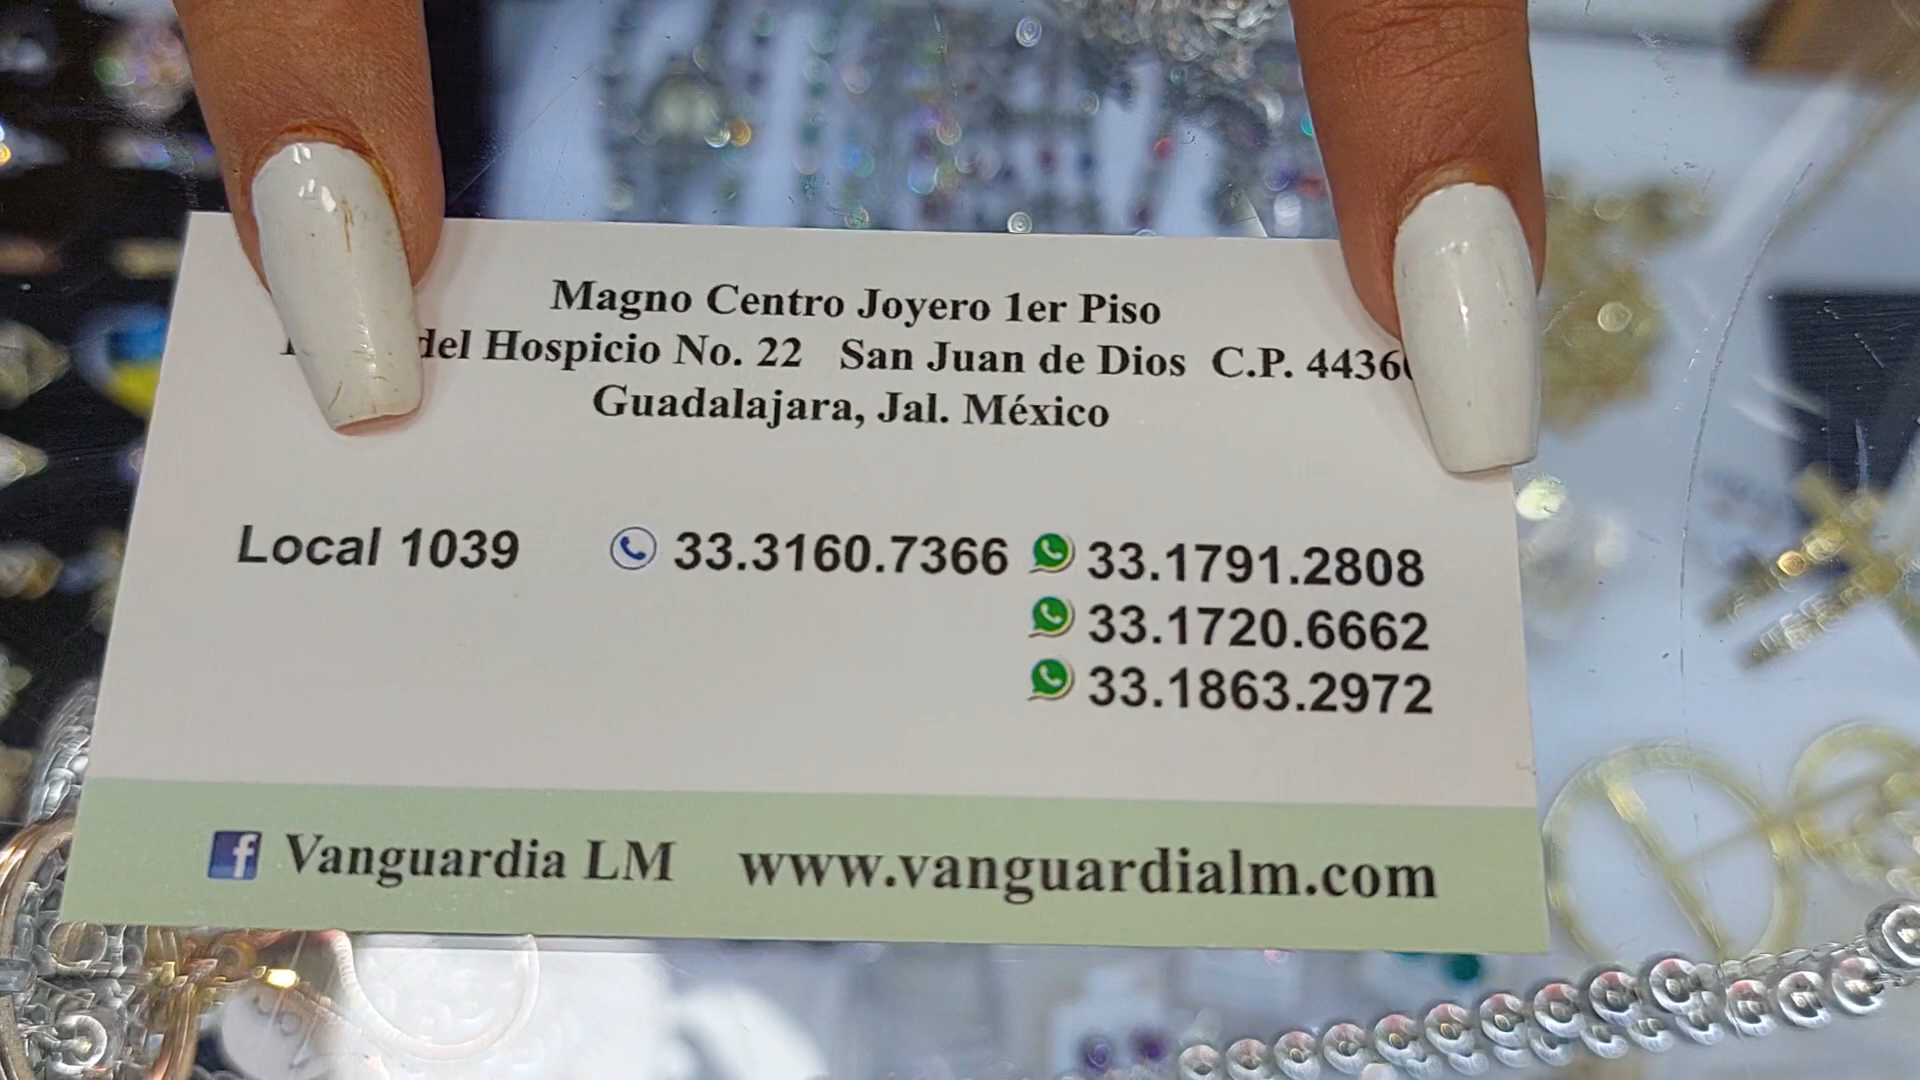 Magno Centro Joyero 1er Piso
del Hospicio No. 22 San Juan de Dios C.P. 4436
Guadalajara, Jal. México
Local 1039 33.3160.7366 33.1791.2808
33.1720.6662
33.1863.2972
Vanguardia LM www.vanguardialm.com